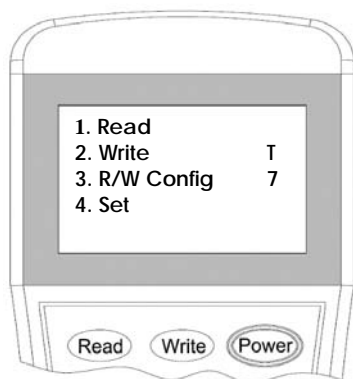 1. Read
2. Write T
3. R/W Config 7
4. Set
Read Write Power